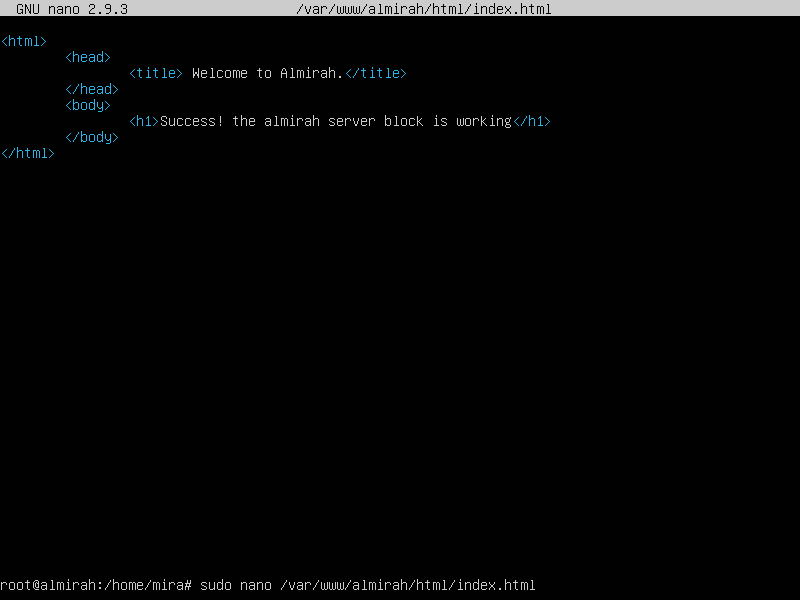 GNU nano 2.9.3 /var/www/almirah/html/index.html
<html>
<head>
<title> Welcome to Almirah.</title>
</head>
<body>
<h1>Success! the almirah server block is working</h1>
</body>
</html>
root@almirah:/home/mira# sudo nano /var/www/almirah/html/index.html